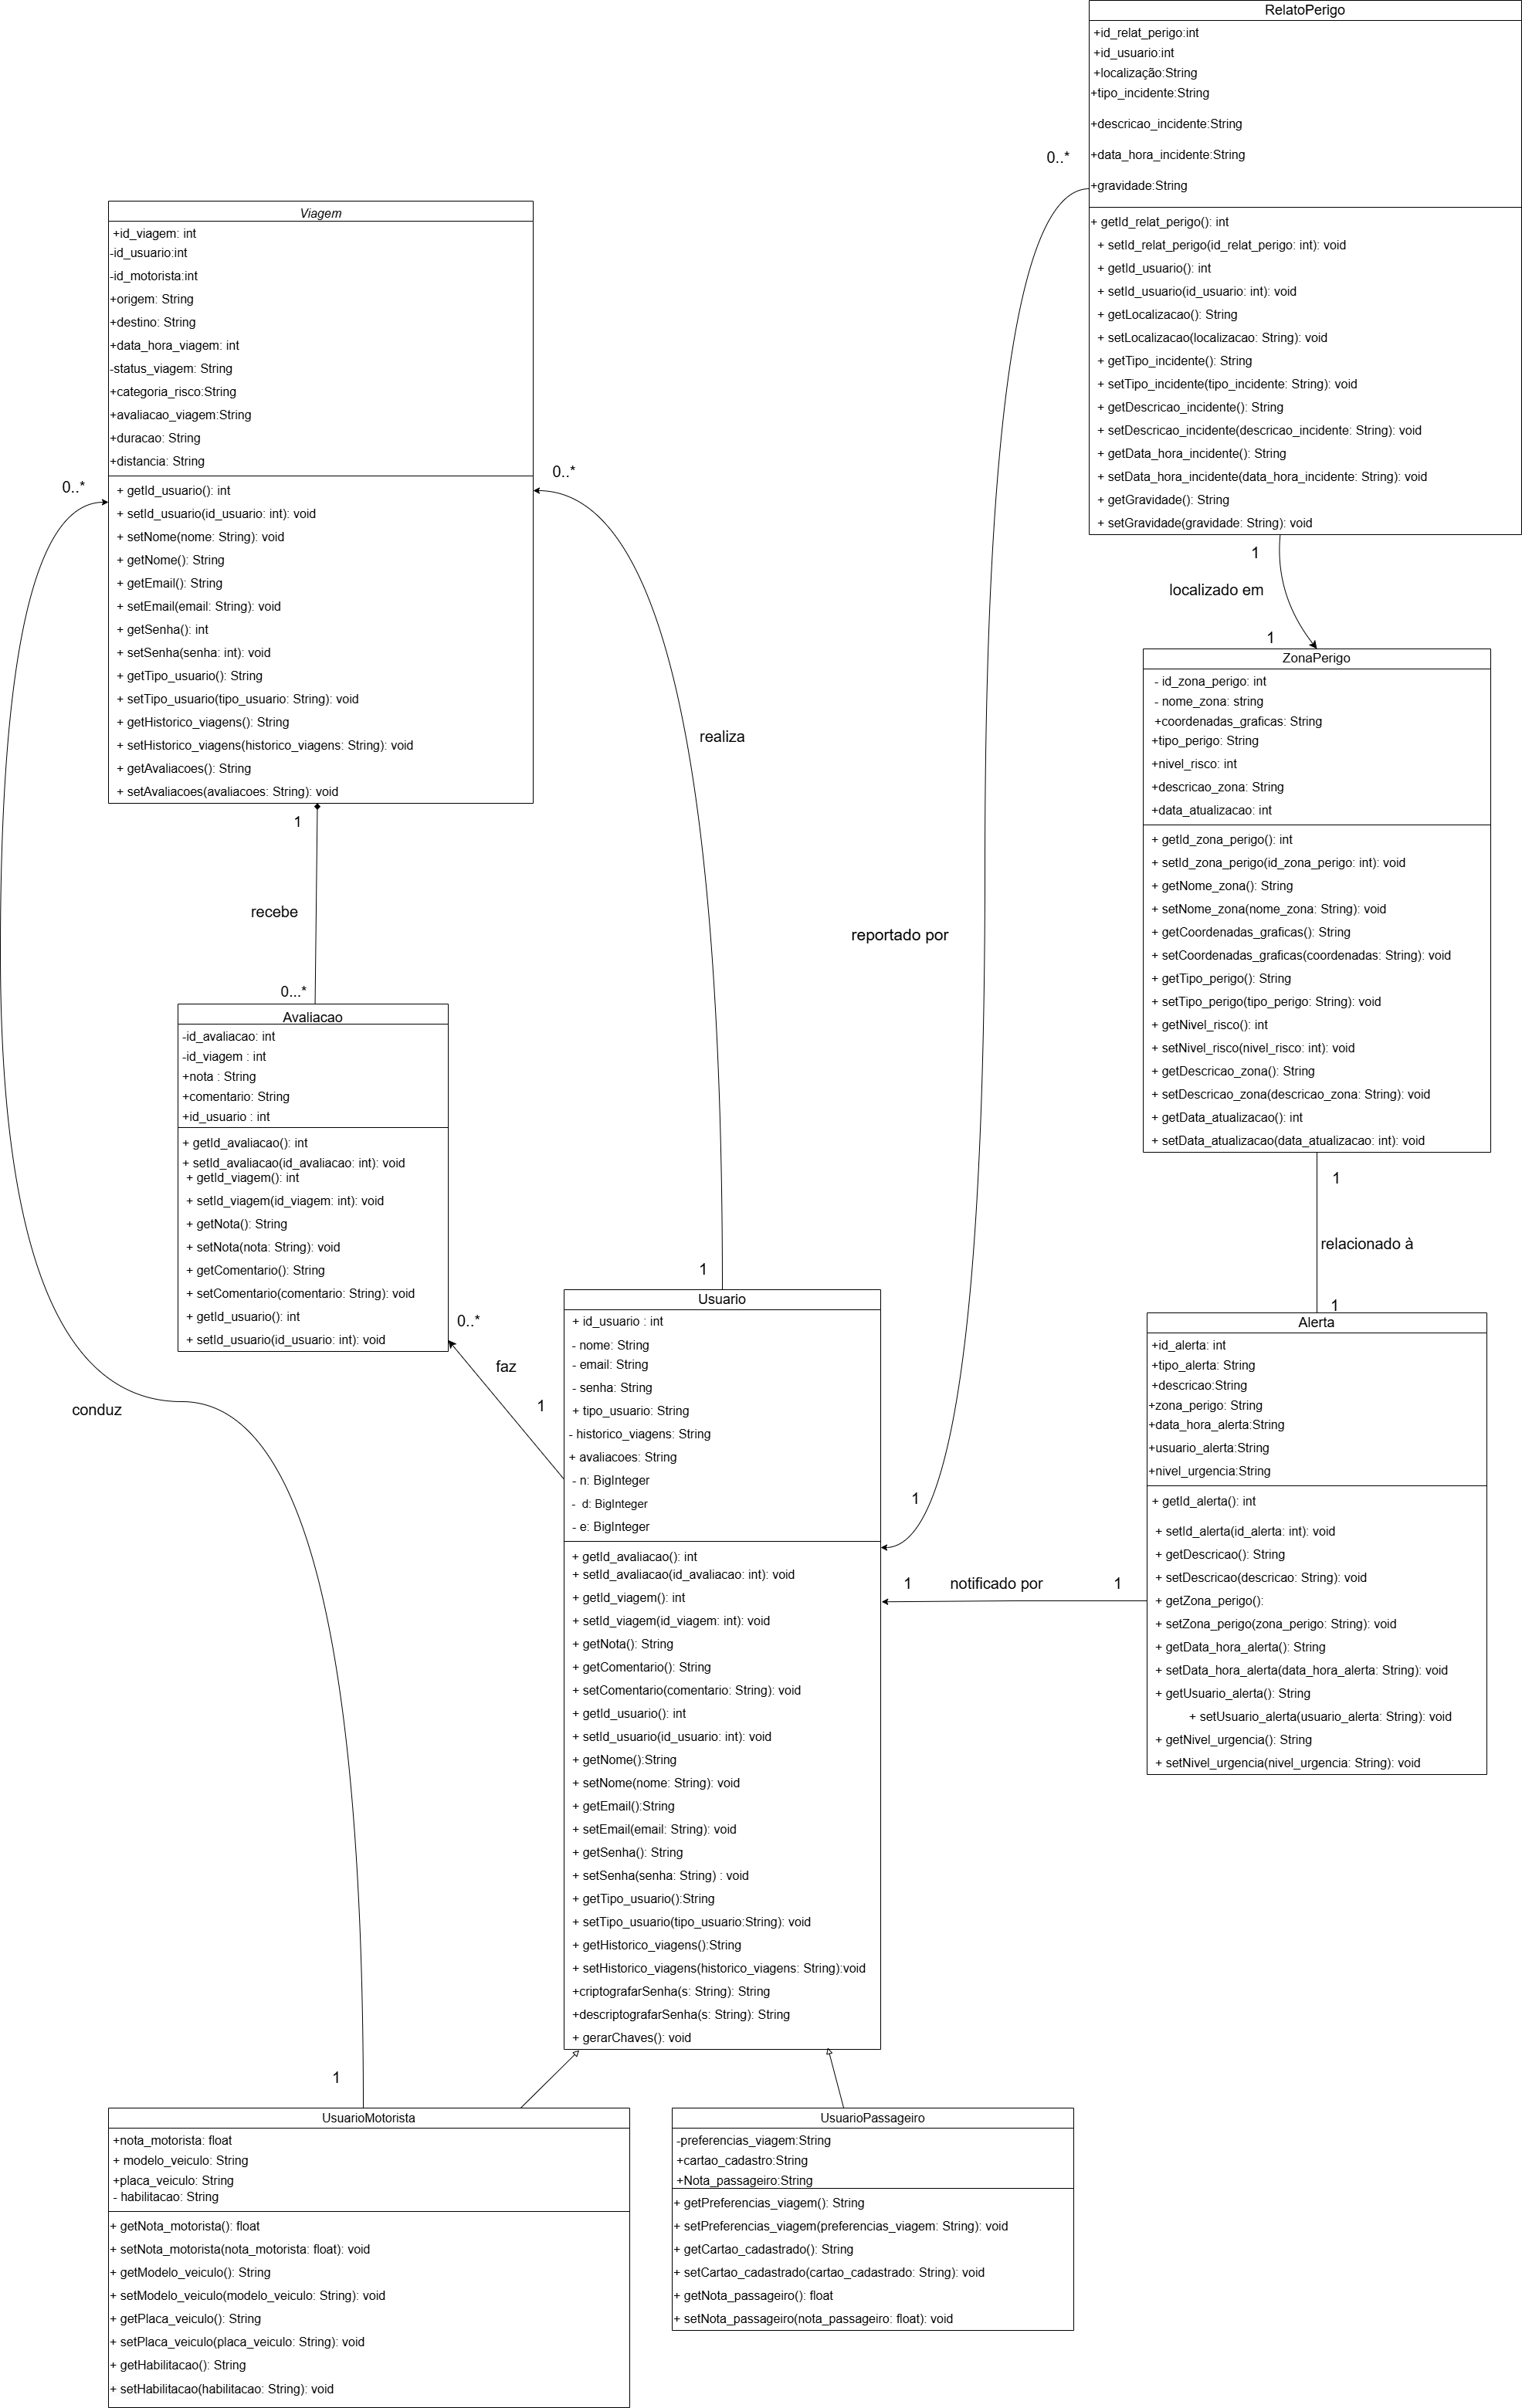 RelatoPerigo
+id_relat_perigo:int
+id_usuario:int
+localização:String
+tipo_incidente:String
+descricao_incidente:String
+data_hora_incidente:String
+gravidade:String
+ getId_relat_perigo(): int
+ setId_relat_perigo(id_relat_perigo: int): void
+ getId_usuario(): int
+ setId_usuario(id_usuario: int): void
+ getLocalizacao(): String
+ setLocalizacao(localizacao: String): void
+ getTipo_incidente(): String
+ setTipo_incidente(tipo_incidente: String): void
+ getDescricao_incidente(): String
+ setDescricao_incidente(descricao_incidente: String): void
+ getData_hora_incidente(): String
+ setData_hora_incidente(data_hora_incidente: String): void
+ getGravidade(): String
+ setGravidade(gravidade: String): void
0..*
Viagem
+id_viagem: int
-id_usuario:int
-id_motorista:int
+origem: String
+destino: String
+data_hora_viagem: int
-status_viagem: String
+categoria_risco:String
+avaliacao_viagem:String
+duracao: String
+distancia: String
+ getId_usuario(): int
+ setId_usuario(id_usuario: int): void
+ setNome(nome: String): void
+ getNome(): String
+ getEmail(): String
+ setEmail(email: String): void
+ getSenha(): int
+ setSenha(senha: int): void
+ getTipo_usuario(): String
+ setTipo_usuario(tipo_usuario: String): void
+ getHistorico_viagens(): String
+ setHistorico_viagens(historico_viagens: String): void
+ getAvaliacoes(): String
+ setAvaliacoes(avaliacoes: String): void
0..*
0..*
1
localizado em
1
ZonaPerigo
- id_zona_perigo: int
- nome_zona: string
+coordenadas_graficas: String
+tipo_perigo: String
+nivel_risco: int
+descricao_zona: String
+data_atualizacao: int
+ getId_zona_perigo(): int
+ setId_zona_perigo(id_zona_perigo: int): void
+ getNome_zona(): String
+ setNome_zona(nome_zona: String): void
+ getCoordenadas_graficas(): String
+ setCoordenadas_graficas(coordenadas: String): void
+ getTipo_perigo(): String
+ setTipo_perigo(tipo_perigo: String): void
+ getNivel_risco(): int
+ setNivel_risco(nivel_risco: int): void
+ getDescricao_zona(): String
+ setDescricao_zona(descricao_zona: String): void
+ getData_atualizacao(): int
+ setData_atualizacao(data_atualizacao: int): void
realiza
1
recebe
reportado por
0...*
Avaliacao
-id_avaliacao: int
-id_viagem : int
+nota : String
+comentario: String
+id_usuario : int
+ getId_avaliacao(): int
+ setId_avaliacao(id_avaliacao: int): void
+ getId_viagem(): int
+ setId_viagem(id_viagem: int): void
+ getNota(): String
+ setNota(nota: String): void
+ getComentario(): String
+ setComentario(comentario: String): void
+ getId_usuario(): int
+ setId_usuario(id_usuario: int): void
1
relacionado à
1
1
0..*
faz
1
conduz
Usuario
+ id_usuario : int
- nome: String
- email: String
- senha: String
+ tipo_usuario: String
- historico_viagens: String
+ avaliacoes: String
- n: BigInteger
- d: BigInteger
- e: BigInteger
+ getId_avaliacao(): int
+ setId_avaliacao(id_avaliacao: int): void
+ getId_viagem(): int
+ setId_viagem(id_viagem: int): void
+ getNota(): String
+ getComentario(): String
+ setComentario(comentario: String): void
+ getId_usuario(): int
+ setId_usuario(id_usuario: int): void
+ getNome():String
+ setNome(nome: String): void
+ getEmail():String
+ setEmail(email: String): void
+ getSenha(): String
+ setSenha(senha: String) : void
+ getTipo_usuario():String
+ setTipo_usuario(tipo_usuario:String): void
+ getHistorico_viagens():String
+ setHistorico_viagens(historico_viagens: String):void
+criptografarSenha(s: String): String
+descriptografarSenha(s: String): String
+ gerarChaves(): void
1
1
notificado por
1
Alerta
+id_alerta: int
+tipo_alerta: String
+descricao:String
+zona_perigo: String
+data_hora_alerta:String
+usuario_alerta:String
+nivel_urgencia:String
+ getId_alerta(): int
+ setId_alerta(id_alerta: int): void
+ getDescricao(): String
+ setDescricao(descricao: String): void
+ getZona_perigo():
+ setZona_perigo(zona_perigo: String): void
+ getData_hora_alerta(): String
+ setData_hora_alerta(data_hora_alerta: String): void
+ getUsuario_alerta(): String
+ setUsuario_alerta(usuario_alerta: String): void
+ getNivel_urgencia(): String
+ setNivel_urgencia(nivel_urgencia: String): void
1
UsuarioMotorista
+nota_motorista: float
+ modelo_veiculo: String
+placa_veiculo: String
- habilitacao: String
+ getNota_motorista(): float
+ setNota_motorista(nota_motorista: float): void
+ getModelo_veiculo(): String
+ setModelo_veiculo(modelo_veiculo: String): void
+ getPlaca_veiculo(): String
+ setPlaca_veiculo(placa_veiculo: String): void
+ getHabilitacao(): String
+ setHabilitacao(habilitacao: String): void
UsuarioPassageiro
-preferencias_viagem:String
+cartao_cadastro:String
+Nota_passageiro:String
+ getPreferencias_viagem(): String
+ setPreferencias_viagem(preferencias_viagem: String): void
+ getCartao_cadastrado(): String
+ setCartao_cadastrado(cartao_cadastrado: String): void
+ getNota_passageiro(): float
+ setNota_passageiro(nota_passageiro: float): void